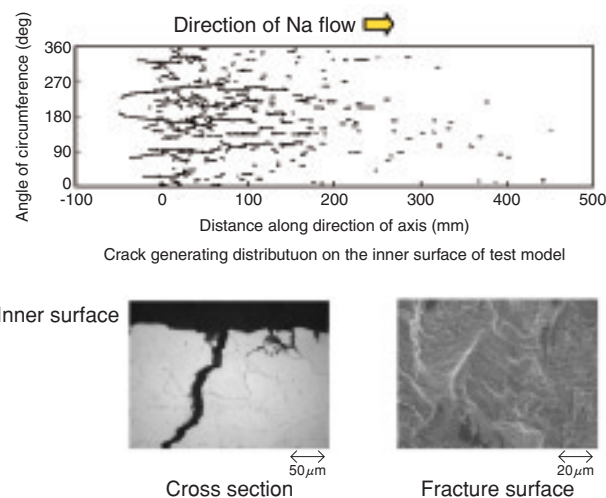 Direction of Na flow
Angle of circumference (deg)
360
270
180
90
0
-100 0 100 200 300 400 500
Distance along direction of axis (mm)
Crack generating distributuon on the inner surface of test model
Inner surface
50μm
20μm
Cross section
Fracture surface